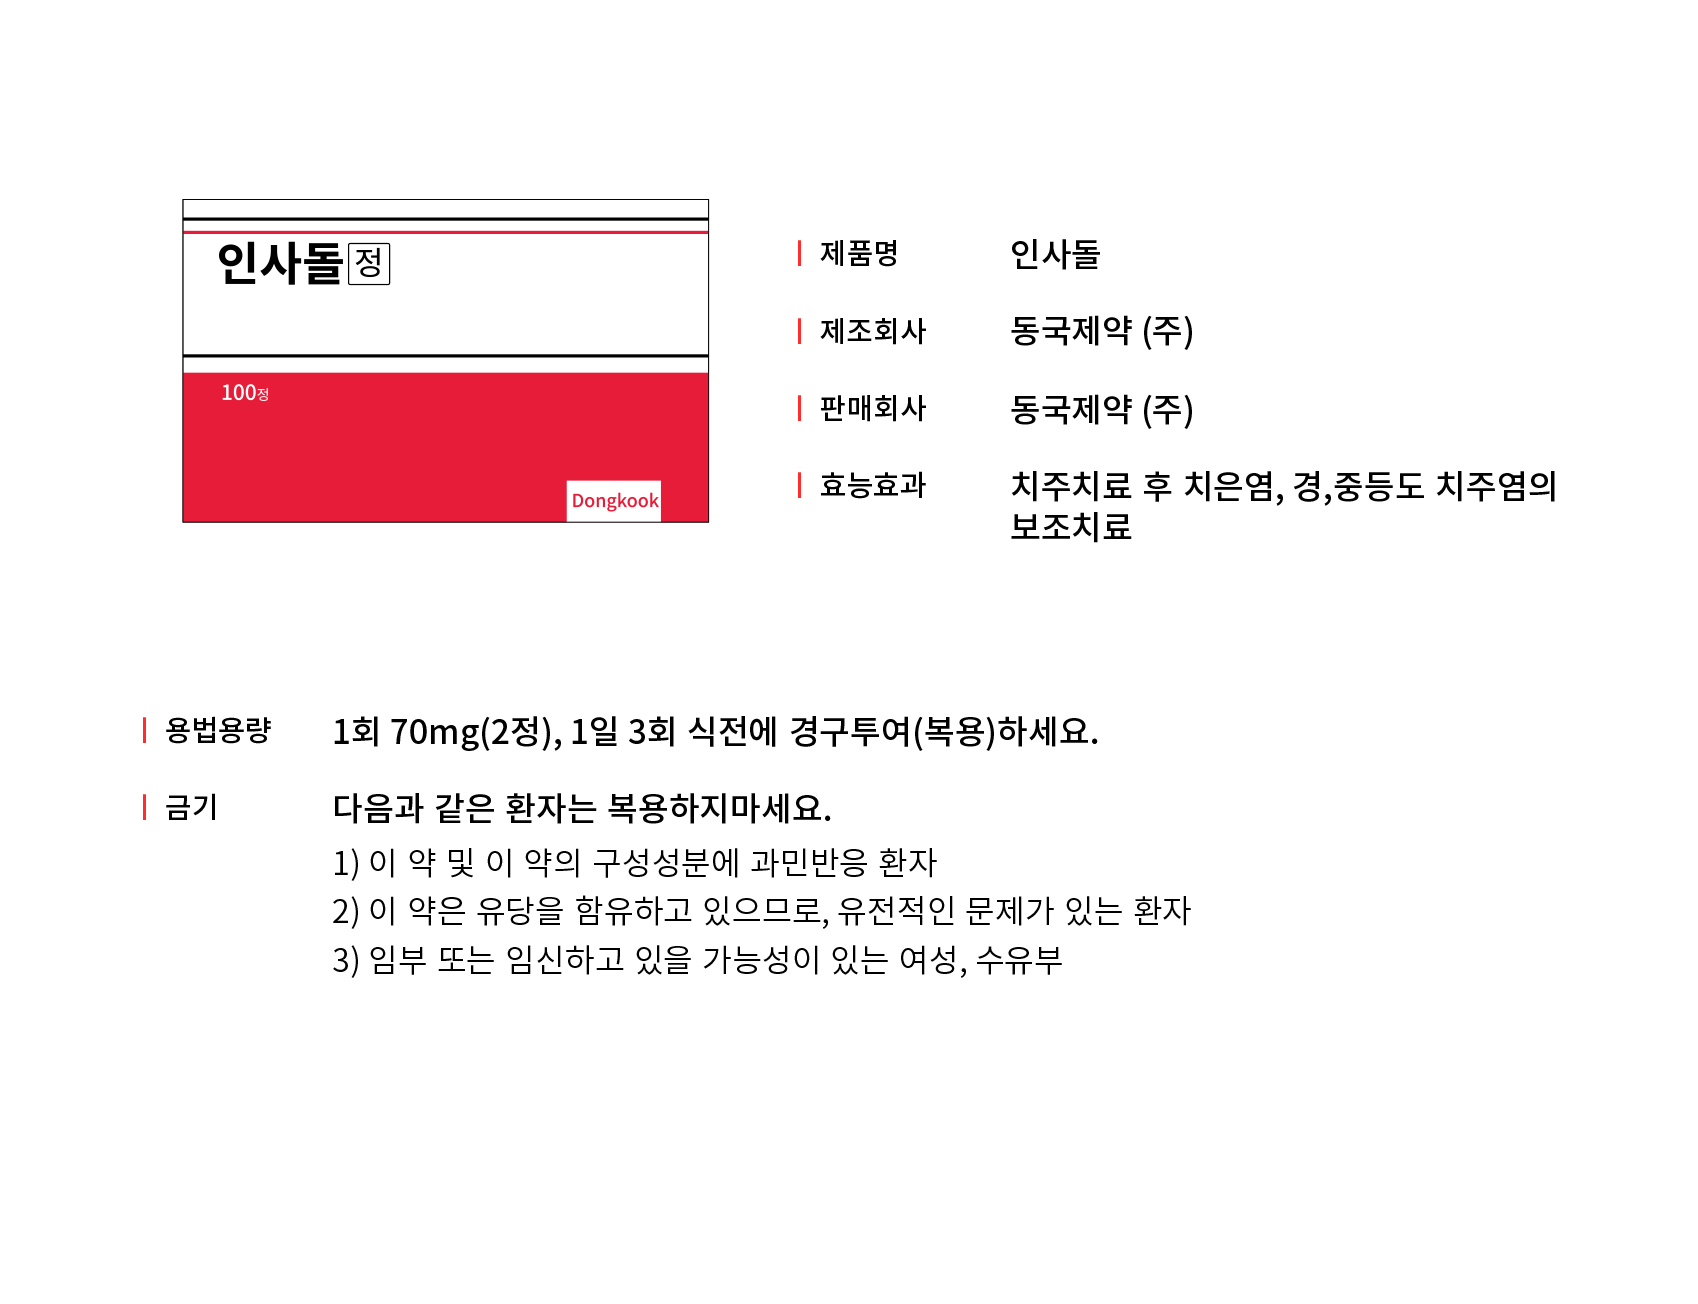 인사돌정
100정
Dongkook
제품명 인사돌
제조회사 동국제약 (주)
판매회사 동국제약 (주)
효능효과 치주치료 후 치은염, 경,중등도 치주염의
보조치료
용법용량 1회 70mg(2정), 1일 3회 식전에 경구투여(복용)하세요.
금기 다음과 같은 환자는 복용하지마세요.
1) 이 약 및 이 약의 구성성분에 과민반응 환자
2) 이 약은 유당을 함유하고 있으므로, 유전적인 문제가 있는 환자
3) 임부 또는 임신하고 있을 가능성이 있는 여성, 수유부